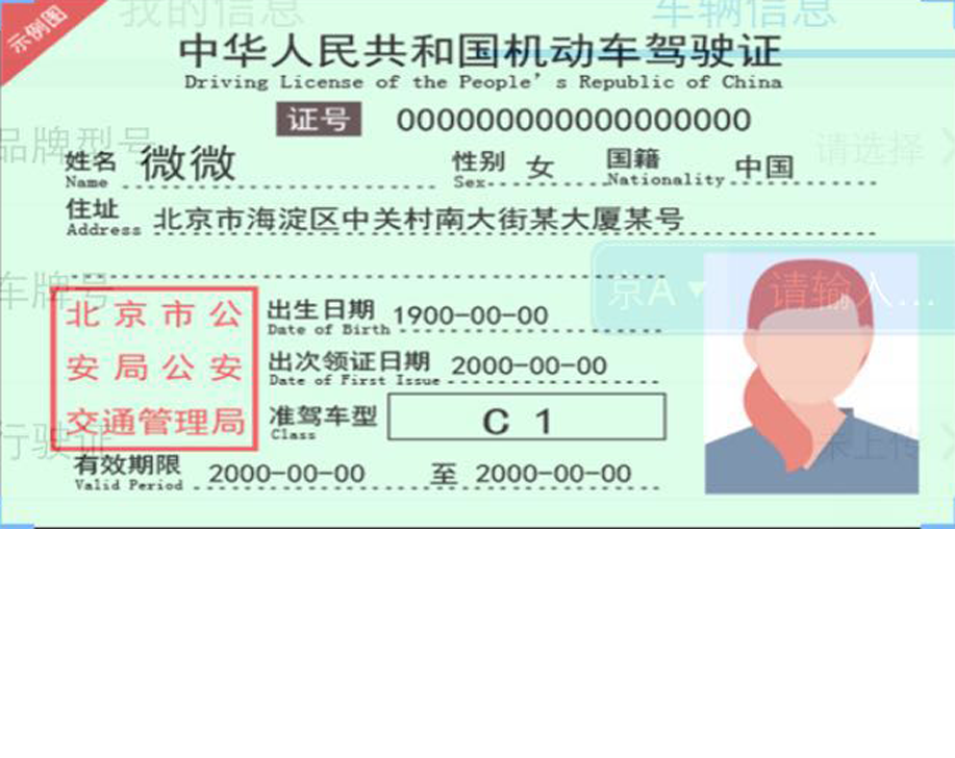 示例图
我的信息
车辆信息
中华人民共和国机动车驾驶证
Driving License of the People's Republic of China
证号 000000000000000000
品牌型号
请选择
姓名 微微 性别 女 国籍 中国
Name Sex Nationality
住址 北京市海淀区中关村南大街某大厦某号
Address
车牌号
京A 请输入...
北京市公
安局公安
交通管理局
出生日期 1900-00-00
Date of Birth
出次领证日期 2000-00-00
Date of First Issue
准驾车型 C1
Class
行驶证
未上传
有效期限 2000-00-00 至 2000-00-00
Valid Period